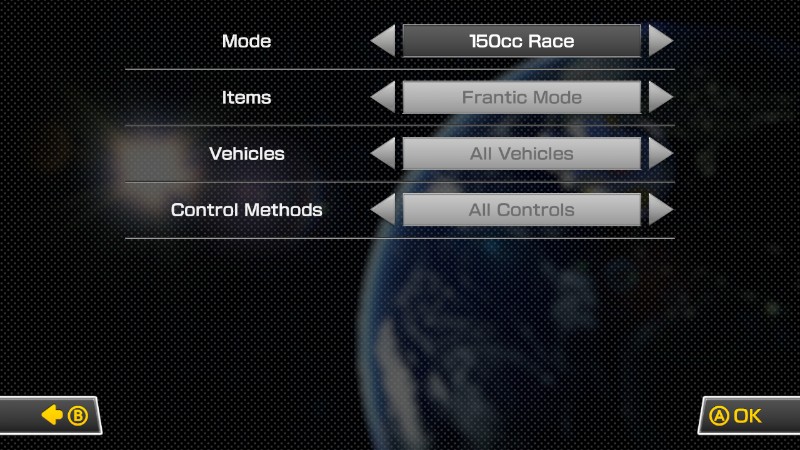 Mode
150cc Race
Items
Frantic Mode
Vehicles
All Vehicles
Control Methods
All Controls
B
A OK